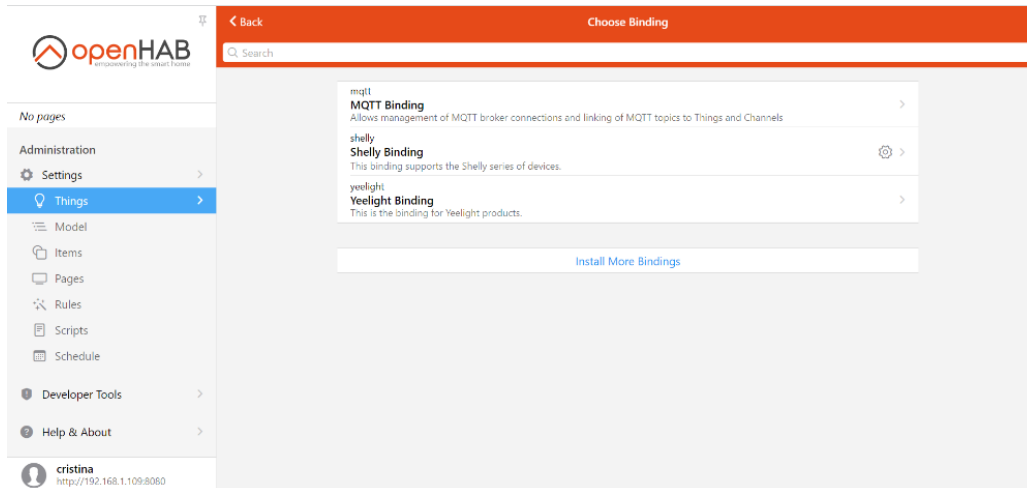 openHAB
empowering the smart home
No pages
Administration
Settings
Things
Model
Items
Pages
Rules
Scripts
Schedule
Developer Tools
Help & About
cristina
http://192.168.1.109:8080
Back
Choose Binding
Search
mqtt
MQTT Binding
Allows management of MQTT broker connections and linking of MQTT topics to Things and Channels
shelly
Shelly Binding
This binding supports the Shelly series of devices.
yeelight
Yeelight Binding
This is the binding for Yeelight products.
Install More Bindings